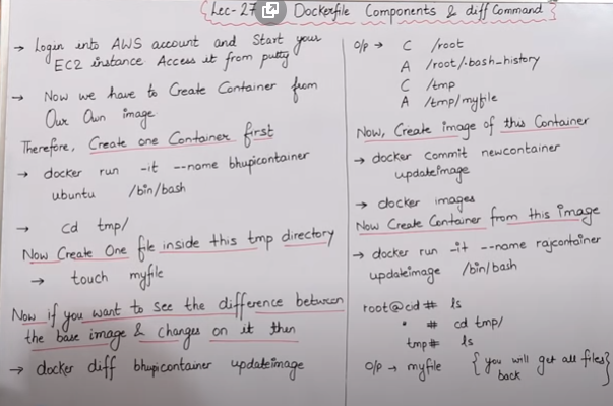 {Lec-27 Dockerfile Components & diff Command}
→ Login into AWS account and Start your
EC2 instance Access it from putty
→ Now we have to Create Container from
Our Own image
Therefore, Create one Container first
→ docker run -it --name bhupicontainer
ubuntu /bin/bash
→ cd tmp/
Now Create One file inside this tmp directory
→ touch myfile
Now if you want to see the difference between
the base image & changes on it then
→ docker diff bhupicontainer updateimage
o/p → C /root
A /root/.bash_history
C /tmp
A /tmp/myfile
Now, Create image of this Container
→ docker commit newcontainer
updateimage
→ docker images
Now Create Container from this image
→ docker run -it --name rajcontainer
updateimage /bin/bash
root@cid # ls
" # cd tmp/
tmp# ls
o/p → myfile {you will get all files}
back